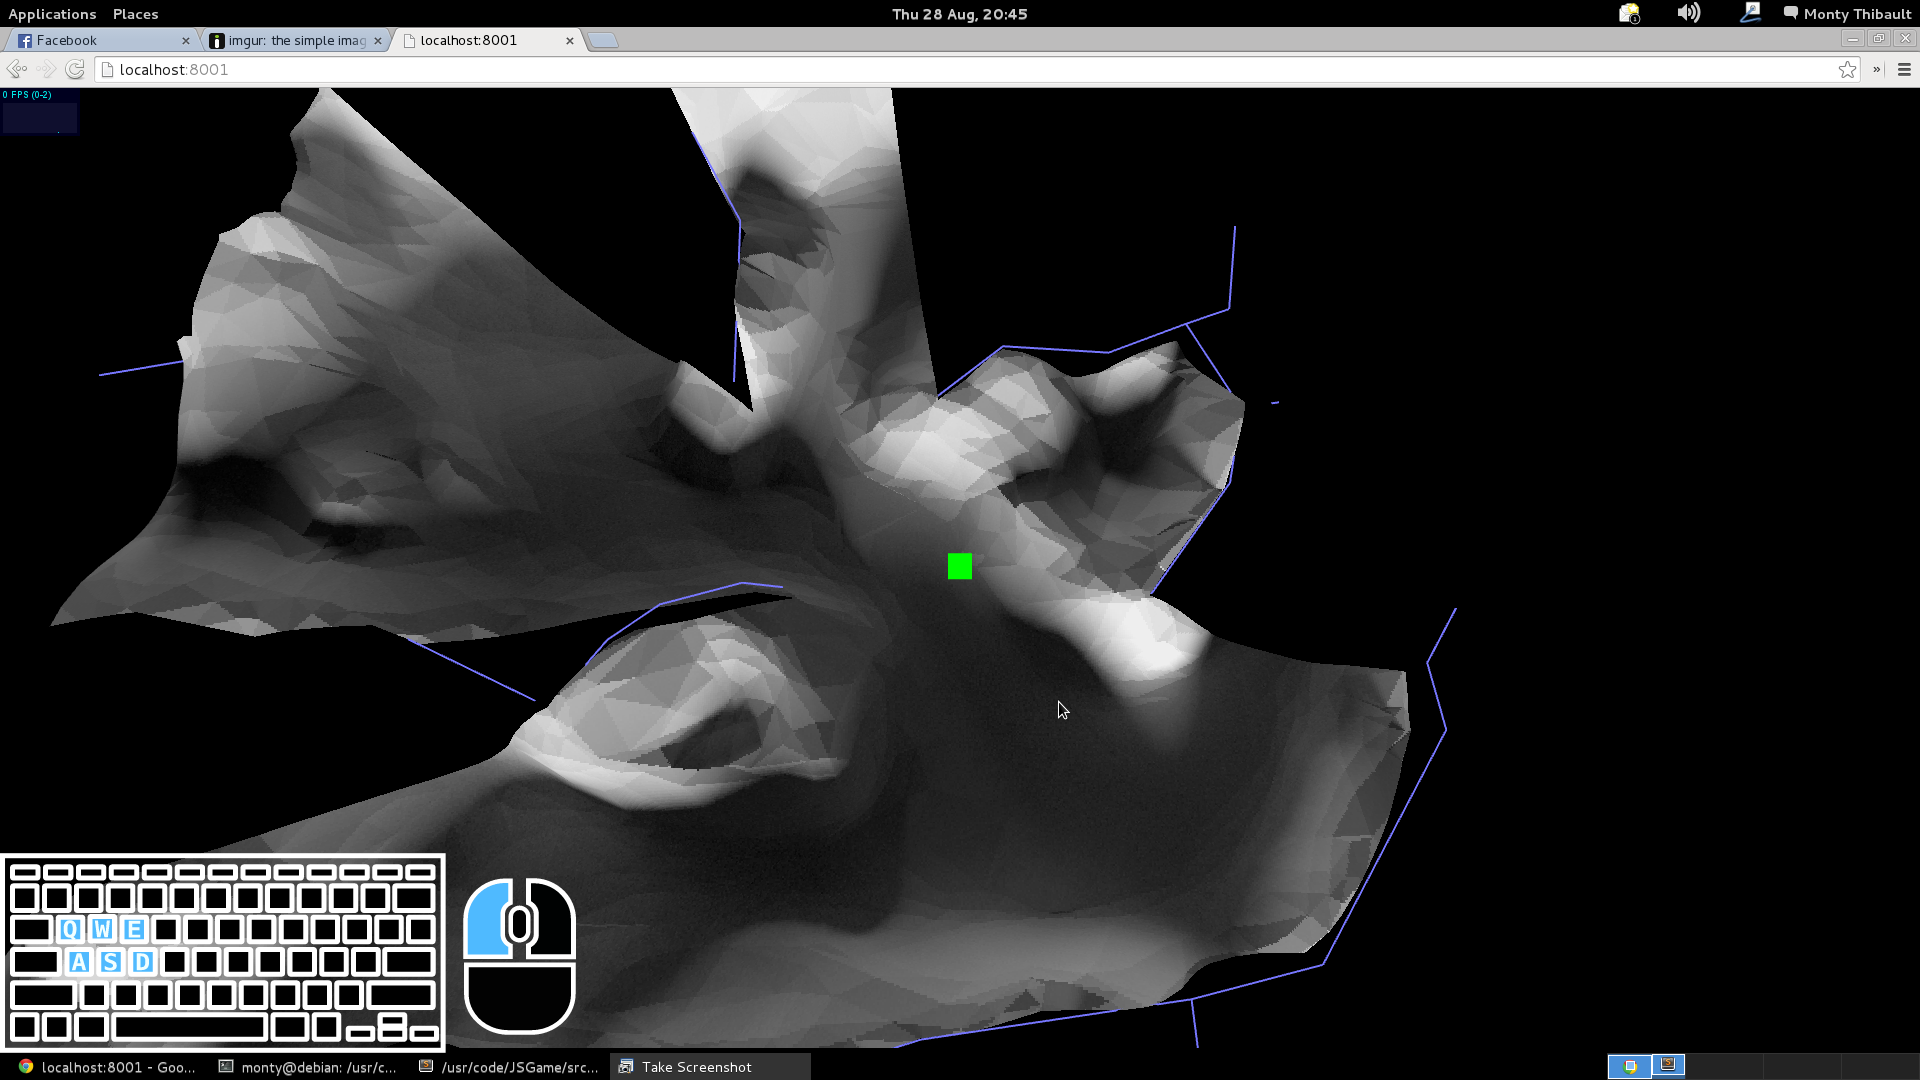 Applications Places Thu 28 Aug, 20:45 1 Monty Thibault
Facebook imgur: the simple imag localhost:8001
localhost:8001
0 FPS (0-2)
Q W E
A S D
localhost:8001 - Goo... monty@debian: /usr/c... /usr/code/JSGame/src... Take Screenshot